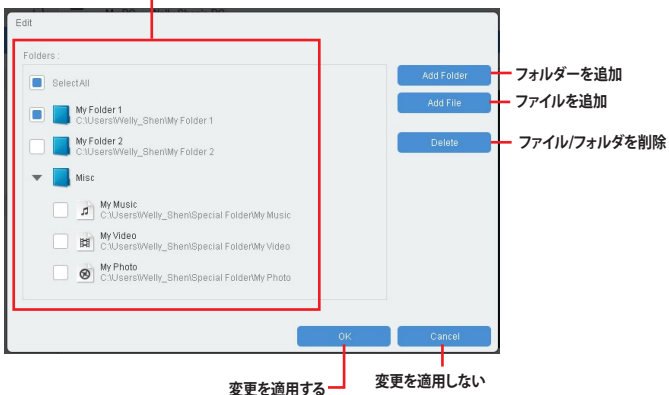 Edit
Folders :
SelectAll
My Folder 1
C:\Users\Welly_Shen\My Folder 1
My Folder 2
C:\Users\Welly_Shen\My Folder 2
Misc
My Music
C:\Users\Welly_Shen\Special Folder\My Music
My Video
C:\Users\Welly_Shen\Special Folder\My Video
My Photo
C:\Users\Welly_Shen\Special Folder\My Photo
Add Folder
フォルダーを追加
Add File
ファイルを追加
Delete
ファイル/フォルダを削除
OK
Cancel
変更を適用する
変更を適用しない